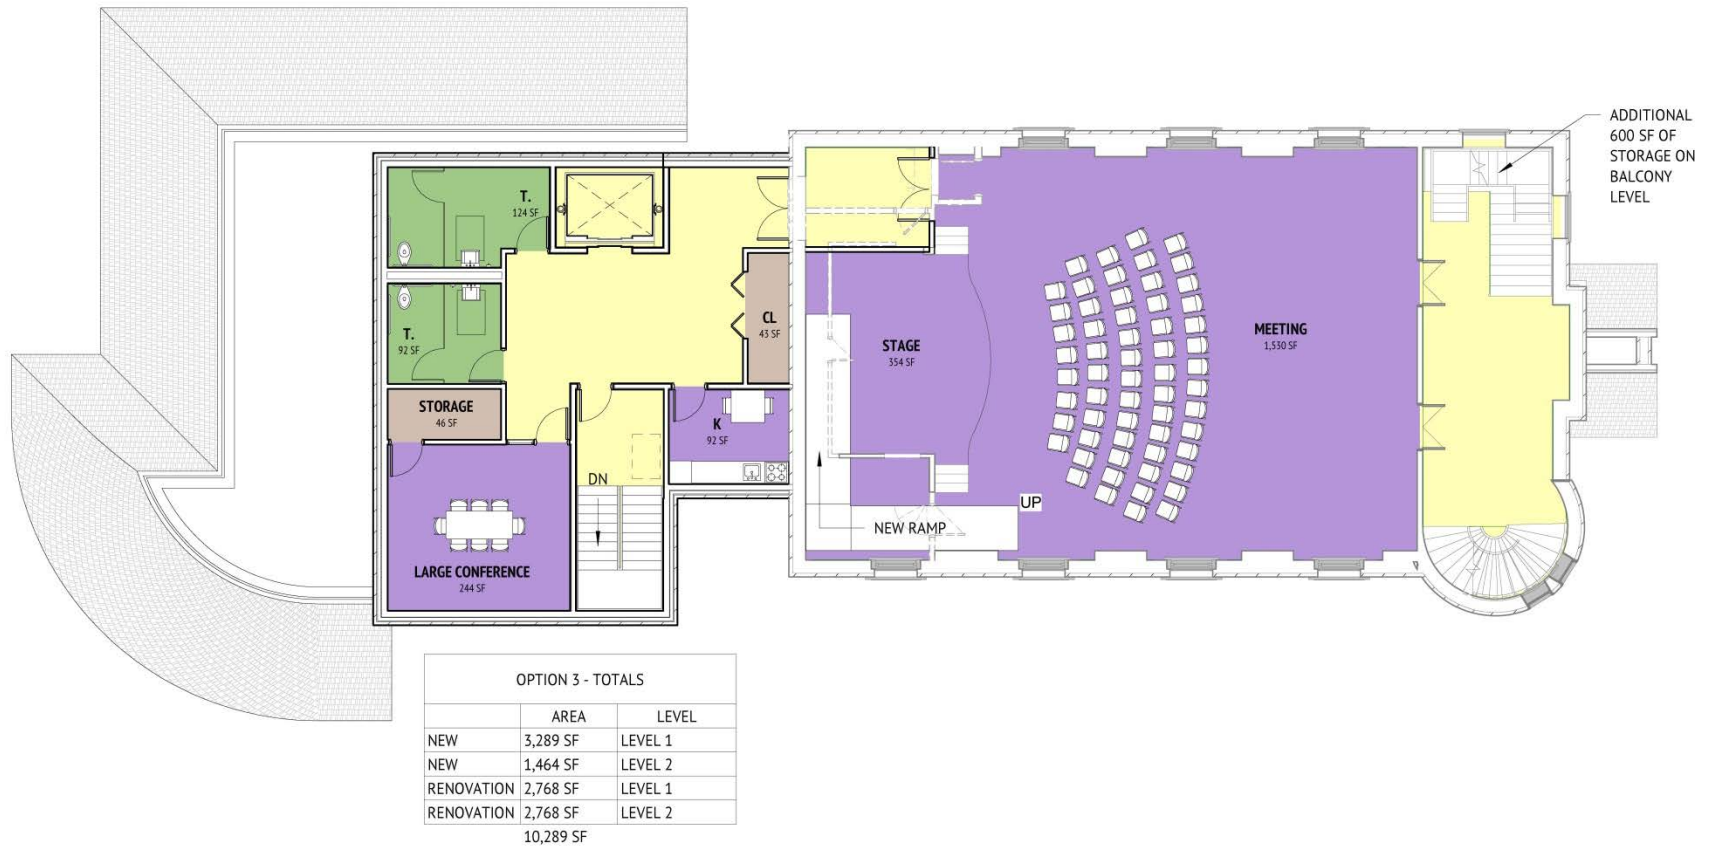 ADDITIONAL
600 SF OF
STORAGE ON
BALCONY
LEVEL
T.
124 SF
T.
92 SF
CL
43 SF
STORAGE
46 SF
K
92 SF
DN
LARGE CONFERENCE
244 SF
STAGE
354 SF
MEETING
1,530 SF
UP
NEW RAMP
OPTION 3 - TOTALS
AREA LEVEL
NEW 3,289 SF LEVEL 1
NEW 1,464 SF LEVEL 2
RENOVATION 2,768 SF LEVEL 1
RENOVATION 2,768 SF LEVEL 2
10,289 SF